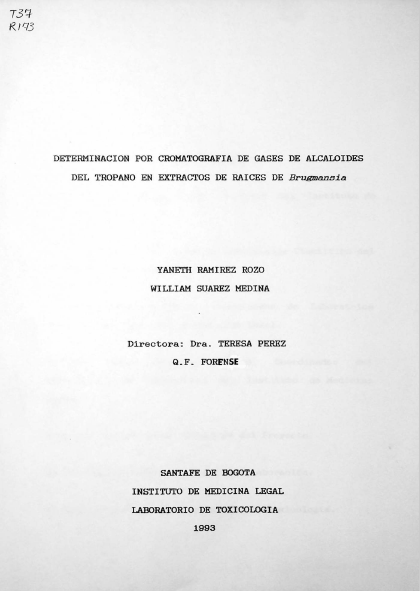 T37
R193
DETERMINACION POR CROMATOGRAFIA DE GASES DE ALCALOIDES
DEL TROPANO EN EXTRACTOS DE RAICES DE Brugmansia
YANETH RAMIREZ ROZO
WILLIAM SUAREZ MEDINA
Directora: Dra. TERESA PEREZ
Q.F. FORENSE
SANTAFE DE BOGOTA
INSTITUTO DE MEDICINA LEGAL
LABORATORIO DE TOXICOLOGIA
1993